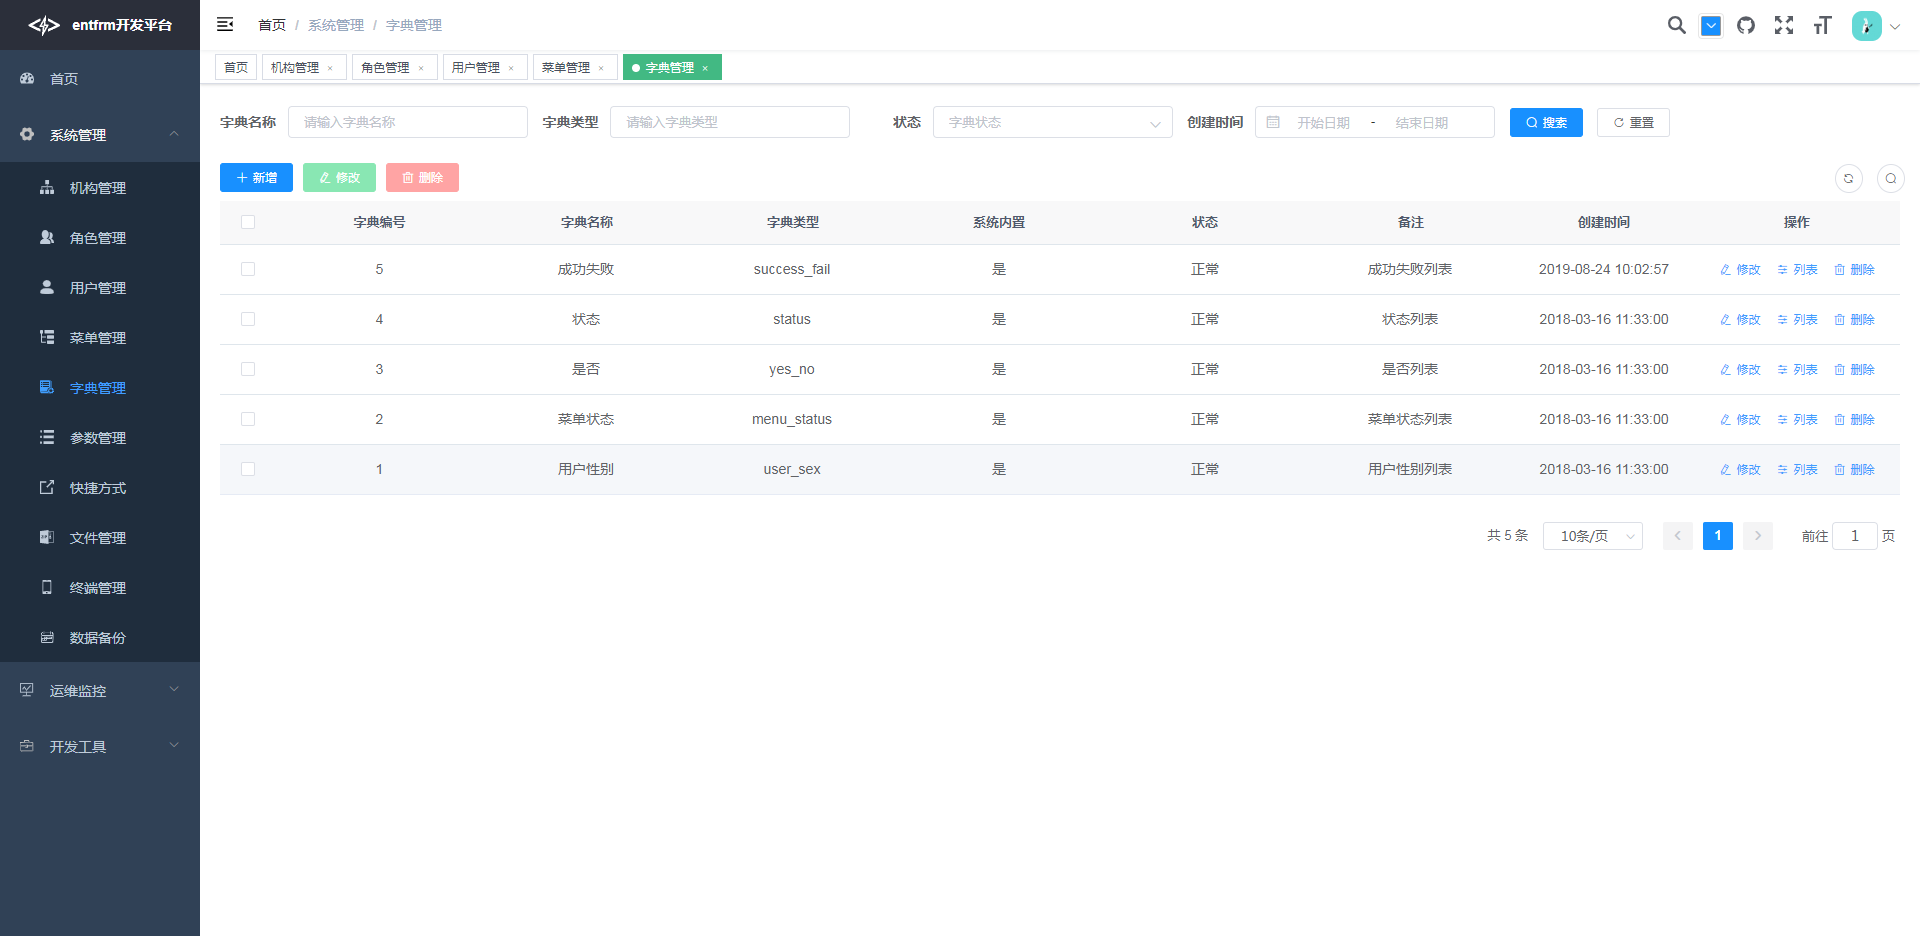 entfrm开发平台
首页
系统管理
机构管理
角色管理
用户管理
菜单管理
字典管理
参数管理
快捷方式
文件管理
终端管理
数据备份
运维监控
开发工具
首页 / 系统管理 / 字典管理
首页 机构管理 × 角色管理 × 用户管理 × 菜单管理 × 字典管理 ×
字典名称 请输入字典名称 字典类型 请输入字典类型 状态 字典状态 创建时间 开始日期 - 结束日期 搜索 重置
新增 修改 删除
字典编号 字典名称 字典类型 系统内置 状态 备注 创建时间 操作
5 成功失败 success_fail 是 正常 成功失败列表 2019-08-24 10:02:57 修改 列表 删除
4 状态 status 是 正常 状态列表 2018-03-16 11:33:00 修改 列表 删除
3 是否 yes_no 是 正常 是否列表 2018-03-16 11:33:00 修改 列表 删除
2 菜单状态 menu_status 是 正常 菜单状态列表 2018-03-16 11:33:00 修改 列表 删除
1 用户性别 user_sex 是 正常 用户性别列表 2018-03-16 11:33:00 修改 列表 删除
共 5 条 10条/页 1 前往 1 页